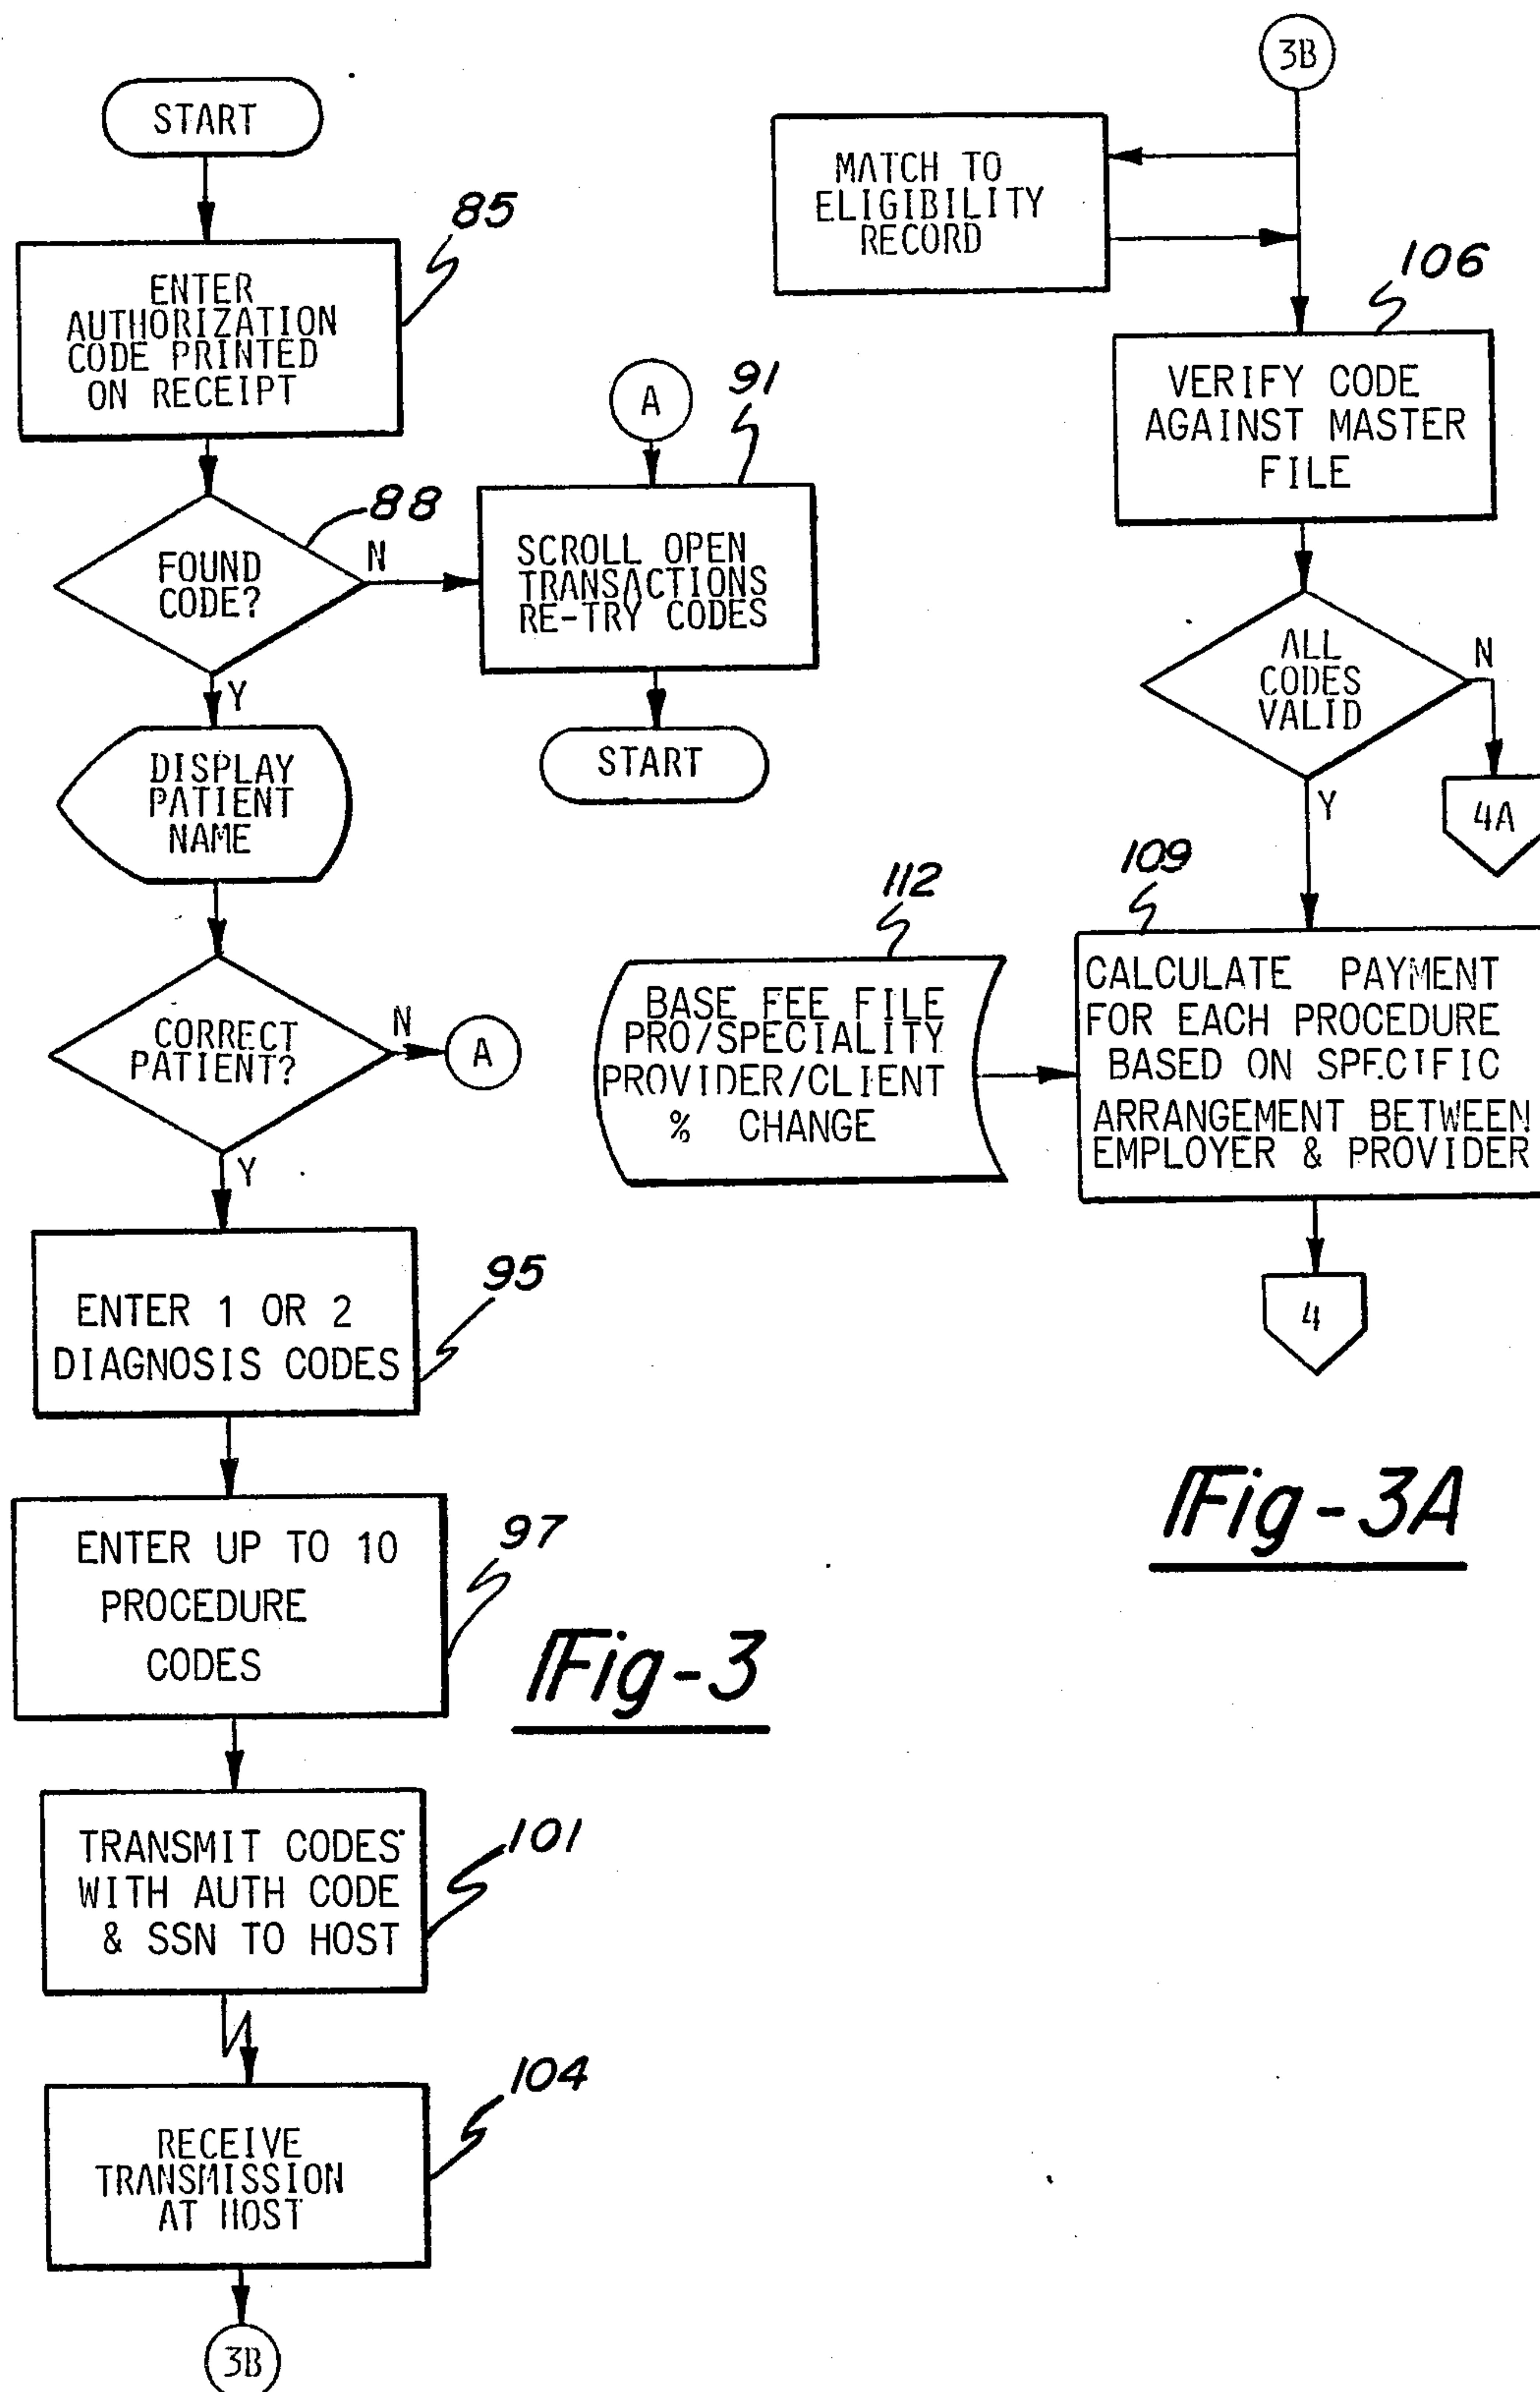 START
85
ENTER
AUTHORIZATION
CODE PRINTED
ON RECEIPT
88
FOUND
CODE?
N
Y
A
91
SCROLL OPEN
TRANSACTIONS
RE-TRY CODES
START
DISPLAY
PATIENT
NAME
CORRECT
PATIENT?
N
A
Y
95
ENTER 1 OR 2
DIAGNOSIS CODES
97
ENTER UP TO 10
PROCEDURE
CODES
Fig-3
101
TRANSMIT CODES
WITH AUTH CODE
& SSN TO HOST
104
RECEIVE
TRANSMISSION
AT HOST
3B
3B
MATCH TO
ELIGIBILITY
RECORD
106
VERIFY CODE
AGAINST MASTER
FILE
ALL
CODES
VALID
N
4A
Y
112
BASE FEE FILE
PRO/SPECIALITY
PROVIDER/CLIENT
% CHANGE
109
CALCULATE PAYMENT
FOR EACH PROCEDURE
BASED ON SPECIFIC
ARRANGEMENT BETWEEN
EMPLOYER & PROVIDER
4
Fig-3A